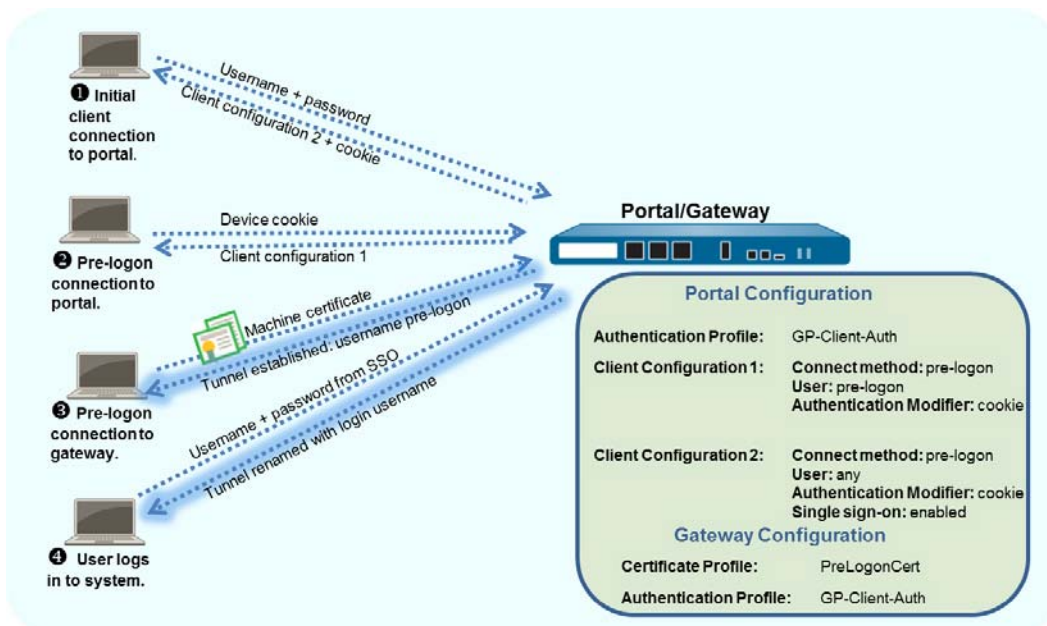 ❶ Initial
client
connection
to portal.
Username + password
Client configuration 2 + cookie
❷ Pre-logon
connection to
portal.
Device cookie
Client configuration 1
❸ Pre-logon
connection to
gateway.
Machine certificate
Tunnel established: username pre-logon
❹ User logs
in to system.
Username + password from SSO
Tunnel renamed with login username
Portal/Gateway
Portal Configuration
Authentication Profile: GP-Client-Auth
Client Configuration 1: Connect method: pre-logon
User: pre-logon
Authentication Modifier: cookie
Client Configuration 2: Connect method: pre-logon
User: any
Authentication Modifier: cookie
Single sign-on: enabled
Gateway Configuration
Certificate Profile: PreLogonCert
Authentication Profile: GP-Client-Auth